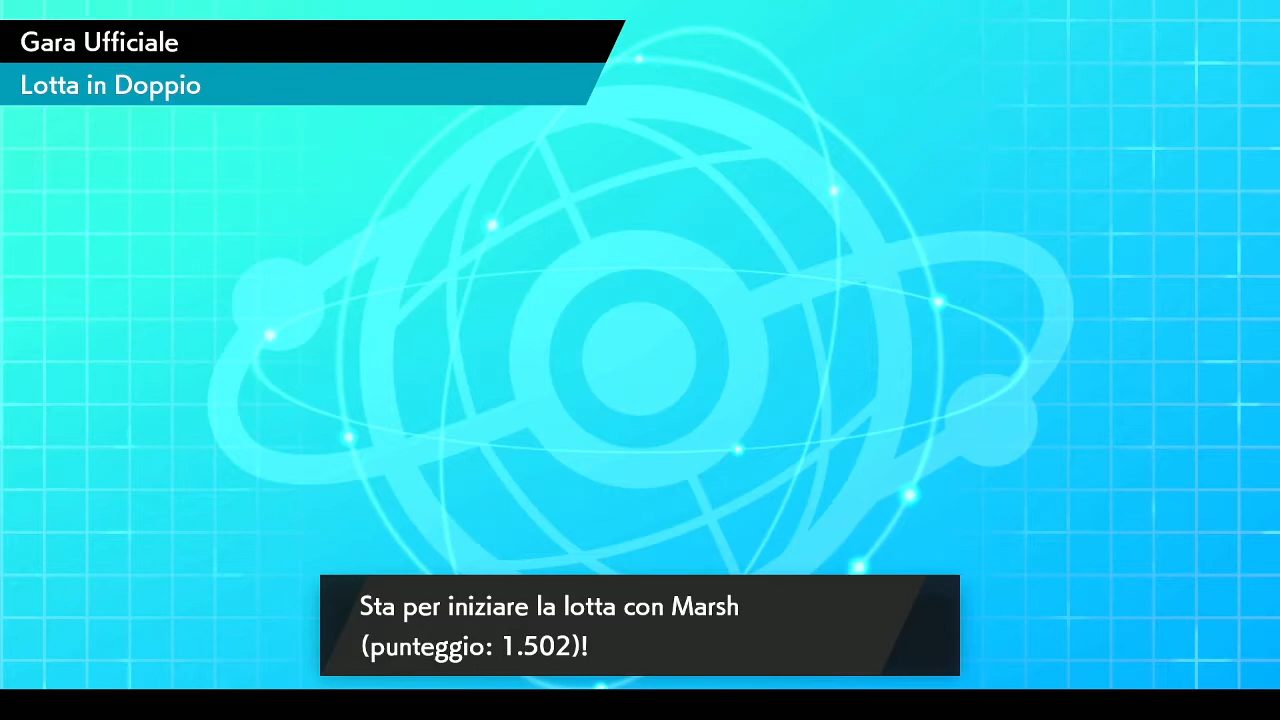 Gara Ufficiale
Lotta in Doppio
Sta per iniziare la lotta con Marsh
(punteggio: 1.502)!